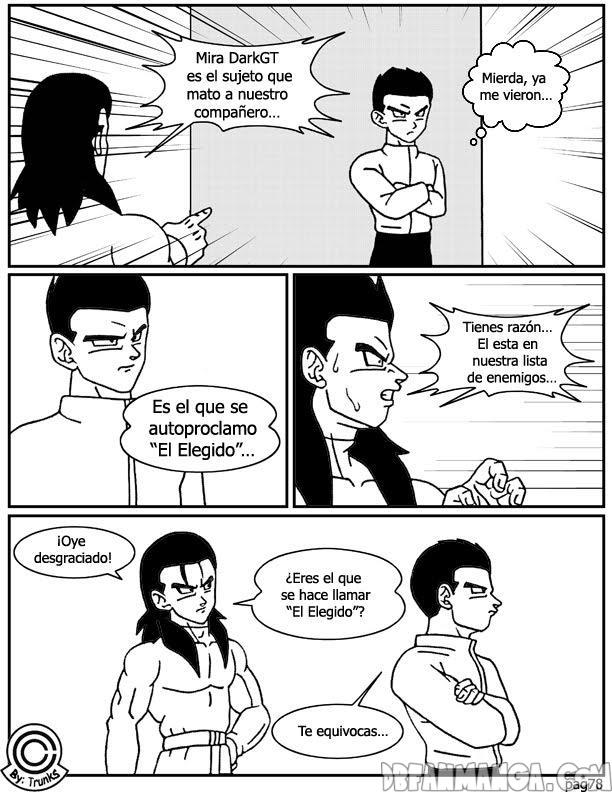 Mira DarkGT
es el sujeto que
mato a nuestro
compañero...
Mierda, ya
me vieron...
Es el que se
autoproclamo
“El Elegido”...
Tienes razón...
El esta en
nuestra lista
de enemigos...
¡Oye
desgraciado!
¿Eres el que
se hace llamar
“El Elegido”?
Te equivocas...
By: Trunks
DBFANMANGA.COM
pag78